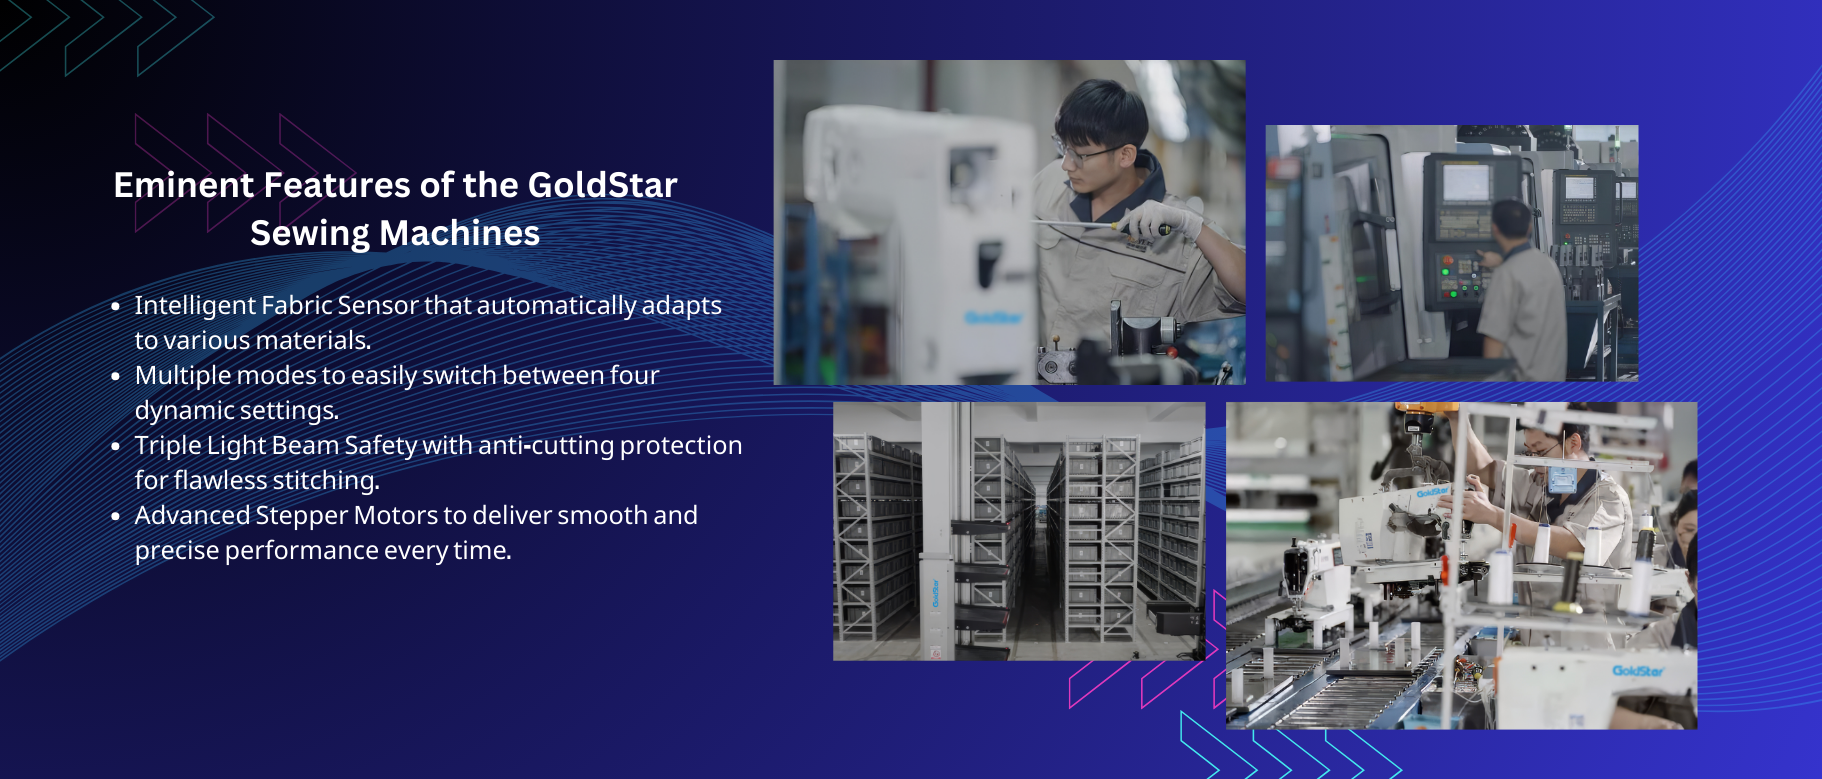 Eminent Features of the GoldStar
Sewing Machines
• Intelligent Fabric Sensor that automatically adapts
to various materials.
• Multiple modes to easily switch between four
dynamic settings.
• Triple Light Beam Safety with anti-cutting protection
for flawless stitching.
• Advanced Stepper Motors to deliver smooth and
precise performance every time.
GoldStar
GoldStar
GoldStar
GoldStar